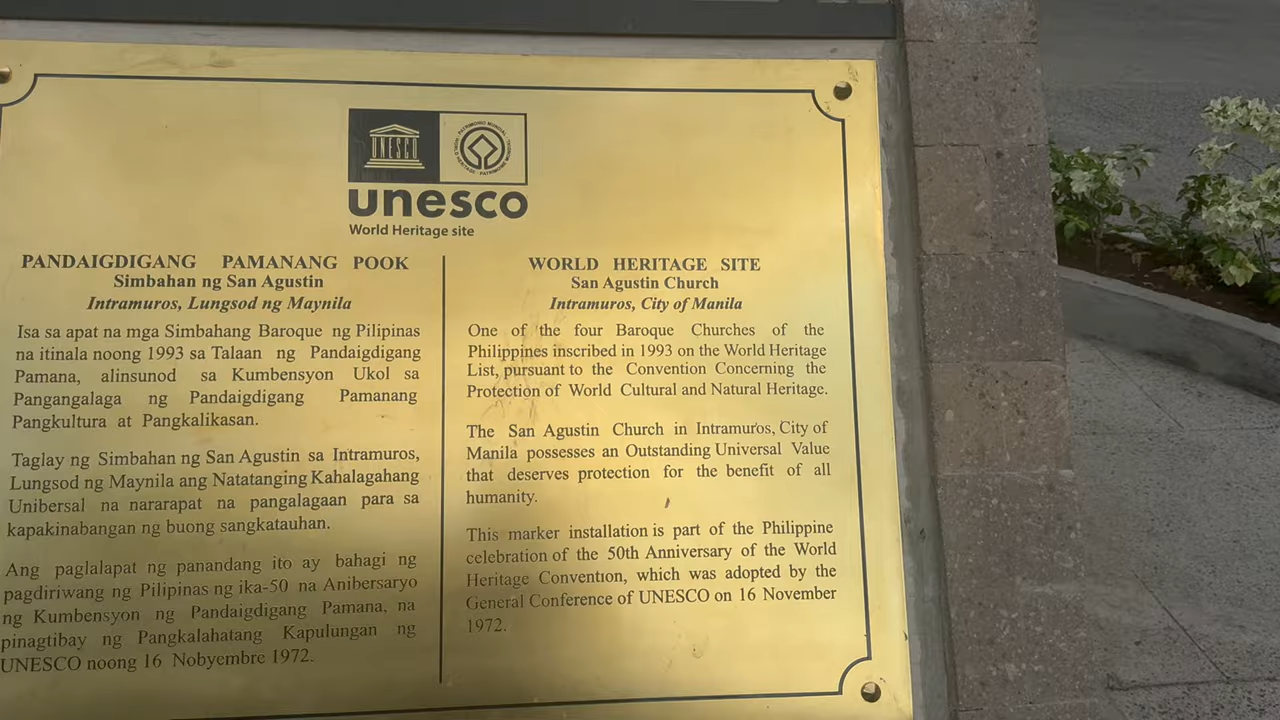 UNESCO
PATRIMONIO MUNDIAL
WORLD HERITAGE
PATRIMOINE MONDIAL
unesco
World Heritage site
PANDAIGDIGANG PAMANANG POOK
Simbahan ng San Agustin
Intramuros, Lungsod ng Maynila
Isa sa apat na mga Simbahang Baroque ng Pilipinas
na itinala noong 1993 sa Talaan ng Pandaigdigang
Pamana, alinsunod sa Kumbensyon Ukol sa
Pangangalaga ng Pandaigdigang Pamanang
Pangkultura at Pangkalikasan.
Taglay ng Simbahan ng San Agustin sa Intramuros,
Lungsod ng Maynila ang Natatanging Kahalagahang
Unibersal na nararapat na pangalagaan para sa
kapakinabangan ng buong sangkatauhan.
Ang paglalapat ng panandang ito ay bahagi ng
pagdiriwang ng Pilipinas ng ika-50 na Anibersaryo
ng Kumbensyon ng Pandaigdigang Pamana, na
pinagtibay ng Pangkalahatang Kapulungan ng
UNESCO noong 16 Nobyembre 1972.
WORLD HERITAGE SITE
San Agustin Church
Intramuros, City of Manila
One of the four Baroque Churches of the
Philippines inscribed in 1993 on the World Heritage
List, pursuant to the Convention Concerning the
Protection of World Cultural and Natural Heritage.
The San Agustin Church in Intramuros, City of
Manila possesses an Outstanding Universal Value
that deserves protection for the benefit of all
humanity.
This marker installation is part of the Philippine
celebration of the 50th Anniversary of the World
Heritage Convention, which was adopted by the
General Conference of UNESCO on 16 November
1972.